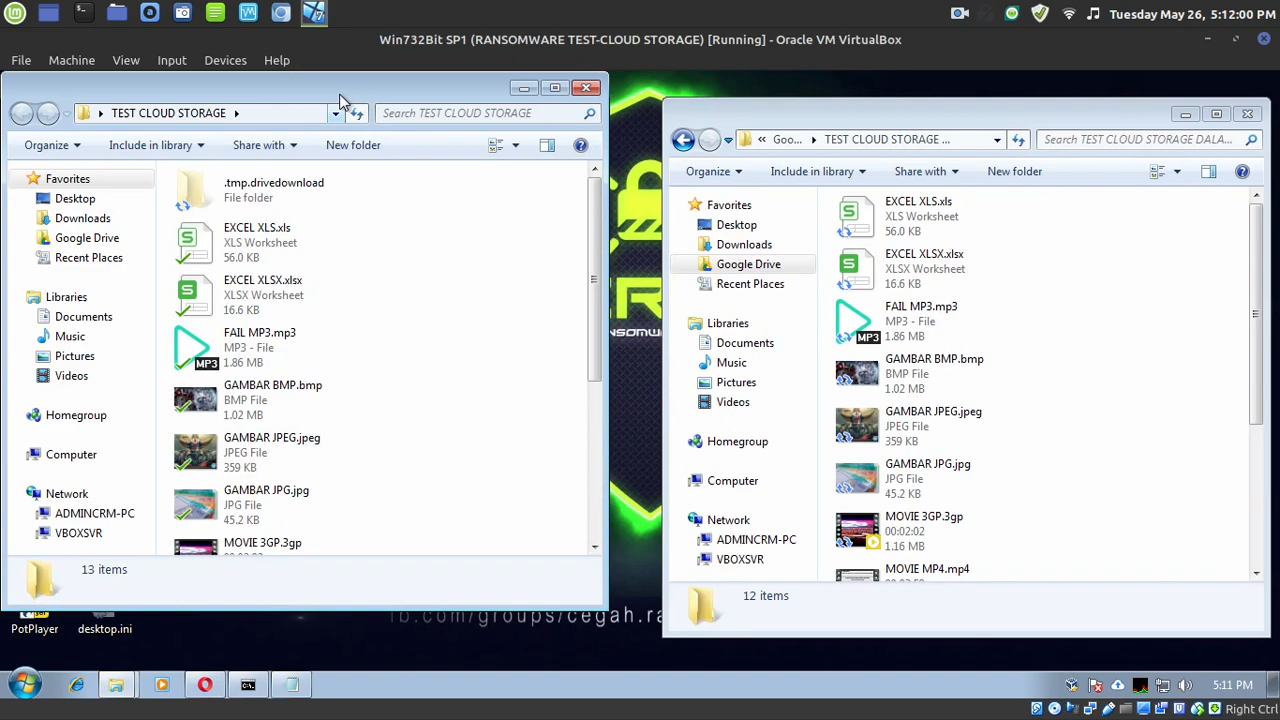 Tuesday May 26, 5:12:00 PM
Win732Bit SP1 (RANSOMWARE TEST-CLOUD STORAGE) [Running] - Oracle VM VirtualBox
File Machine View Input Devices Help
TEST CLOUD STORAGE
Search TEST CLOUD STORAGE
Organize Include in library Share with New folder
Favorites
Desktop
Downloads
Google Drive
Recent Places
Libraries
Documents
Music
Pictures
Videos
Homegroup
Computer
Network
ADMINCRM-PC
VBOXSVR
.tmp.drivedownload
File folder
EXCEL XLS.xls
XLS Worksheet
56.0 KB
EXCEL XLSX.xlsx
XLSX Worksheet
16.6 KB
FAIL MP3.mp3
MP3 - File
1.86 MB
MP3
GAMBAR BMP.bmp
BMP File
1.02 MB
GAMBAR JPEG.jpeg
JPEG File
359 KB
GAMBAR JPG.jpg
JPG File
45.2 KB
MOVIE 3GP.3gp
13 items
« Goo... TEST CLOUD STORAGE ...
Search TEST CLOUD STORAGE DALA...
Organize Include in library Share with New folder
Favorites
Desktop
Downloads
Google Drive
Recent Places
Libraries
Documents
Music
Pictures
Videos
Homegroup
Computer
Network
ADMINCRM-PC
VBOXSVR
EXCEL XLS.xls
XLS Worksheet
56.0 KB
EXCEL XLSX.xlsx
XLSX Worksheet
16.6 KB
FAIL MP3.mp3
MP3 - File
1.86 MB
MP3
GAMBAR BMP.bmp
BMP File
1.02 MB
GAMBAR JPEG.jpeg
JPEG File
359 KB
GAMBAR JPG.jpg
JPG File
45.2 KB
MOVIE 3GP.3gp
00:02:02
1.16 MB
MOVIE MP4.mp4
12 items
fb.com/groups/cegah.ra
PotPlayer desktop.ini
5:11 PM
Right Ctrl